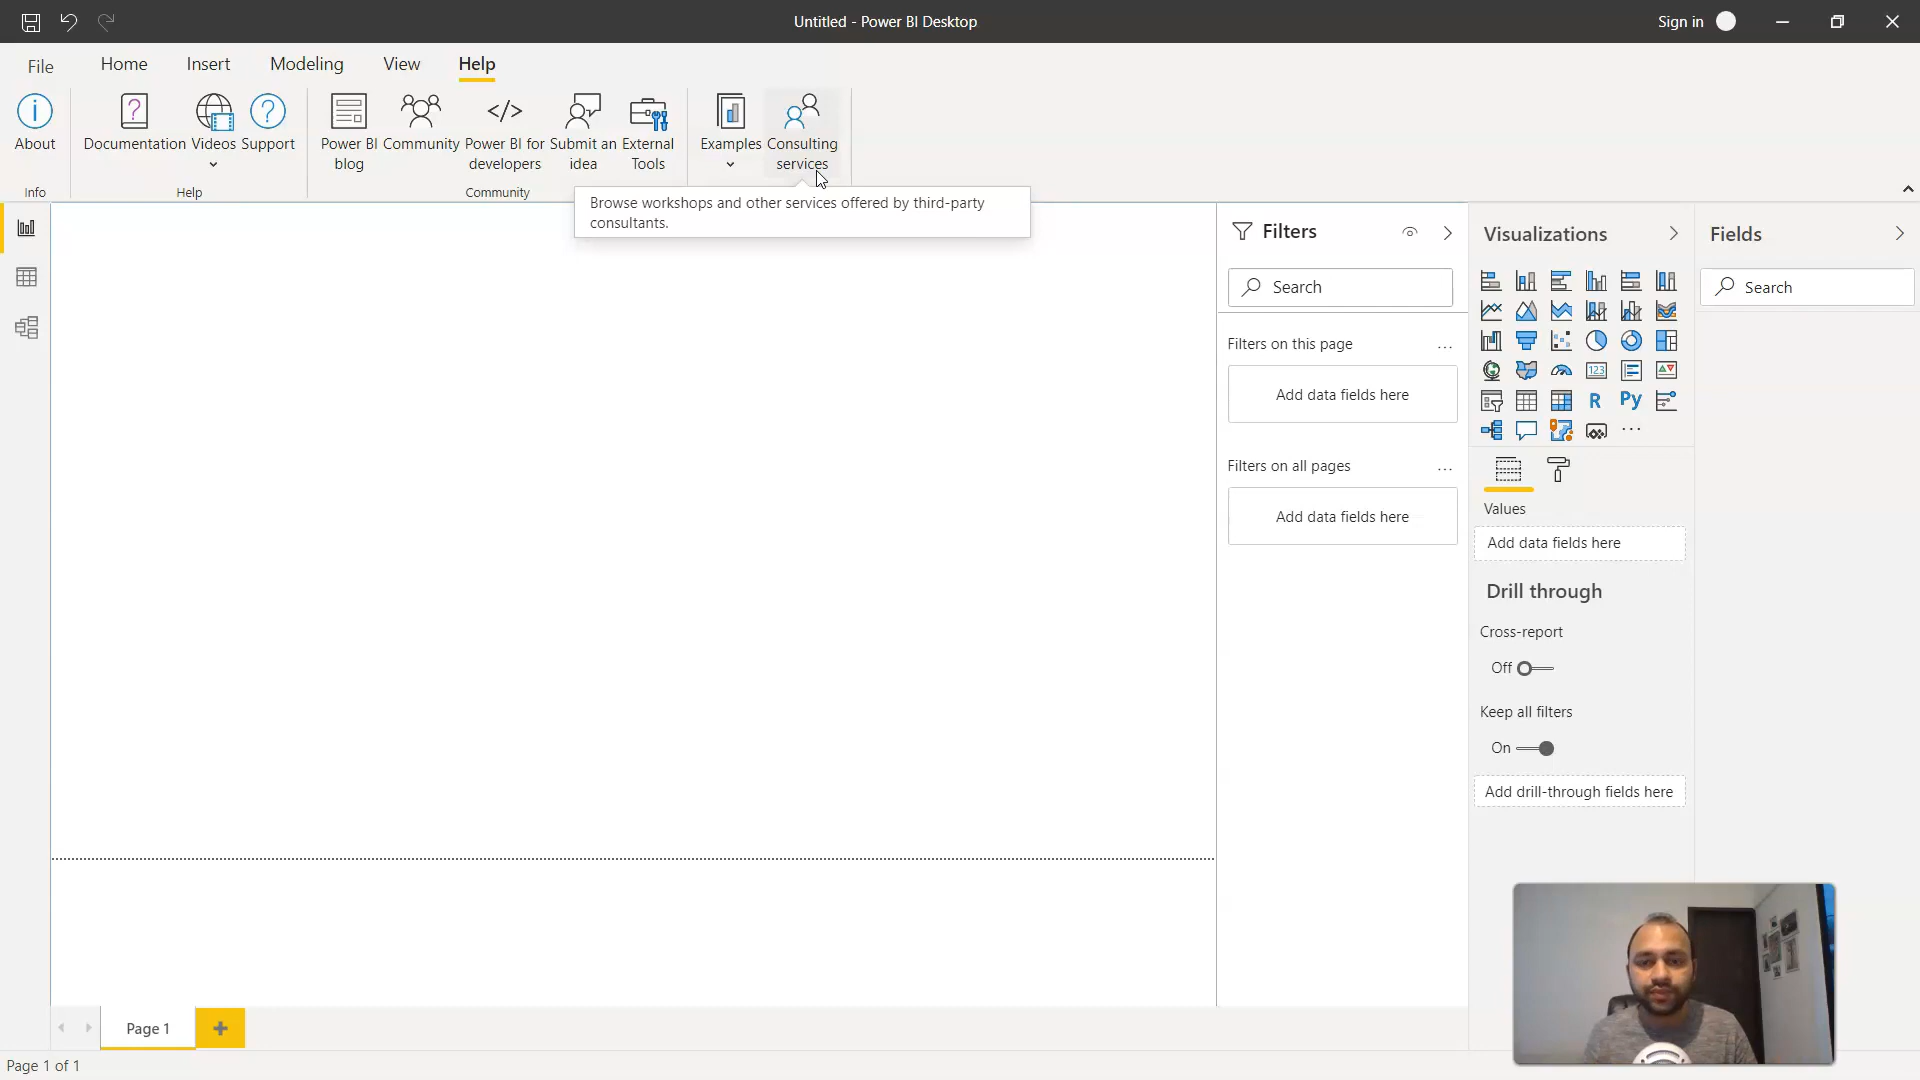 Untitled - Power BI Desktop
Sign in
File
Home
Insert
Modeling
View
Help
About
Documentation
Videos
Support
Power BI
blog
Community
Power BI for
developers
Submit an
idea
External
Tools
Examples
Consulting
services
Info
Help
Community
Browse workshops and other services offered by third-party
consultants.
Filters
Search
Filters on this page
...
Add data fields here
Filters on all pages
...
Add data fields here
Visualizations
123
R
Py
...
Values
Add data fields here
Drill through
Cross-report
Off
Keep all filters
On
Add drill-through fields here
Fields
Search
Page 1
Page 1 of 1